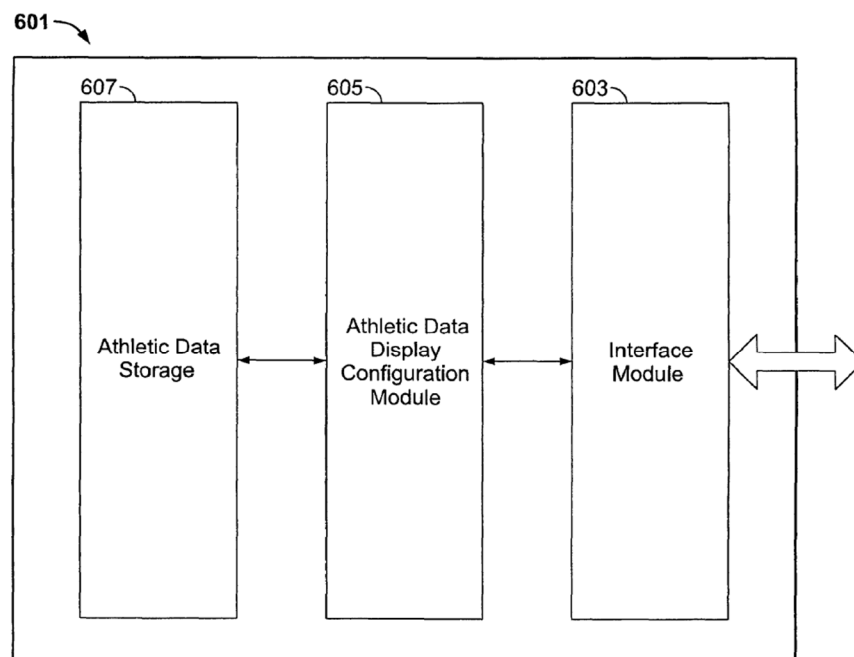 601
607
605
603
Athletic Data
Storage
Athletic Data
Display
Configuration
Module
Interface
Module